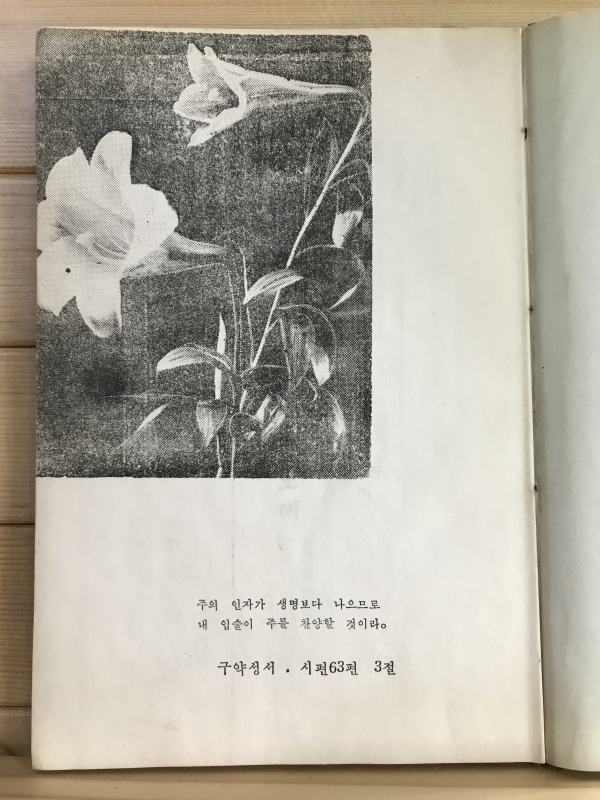 주의 인자가 생명보다 나으므로
내 입술이 주를 찬양할 것이라。
구약성서 . 시편63편 3절